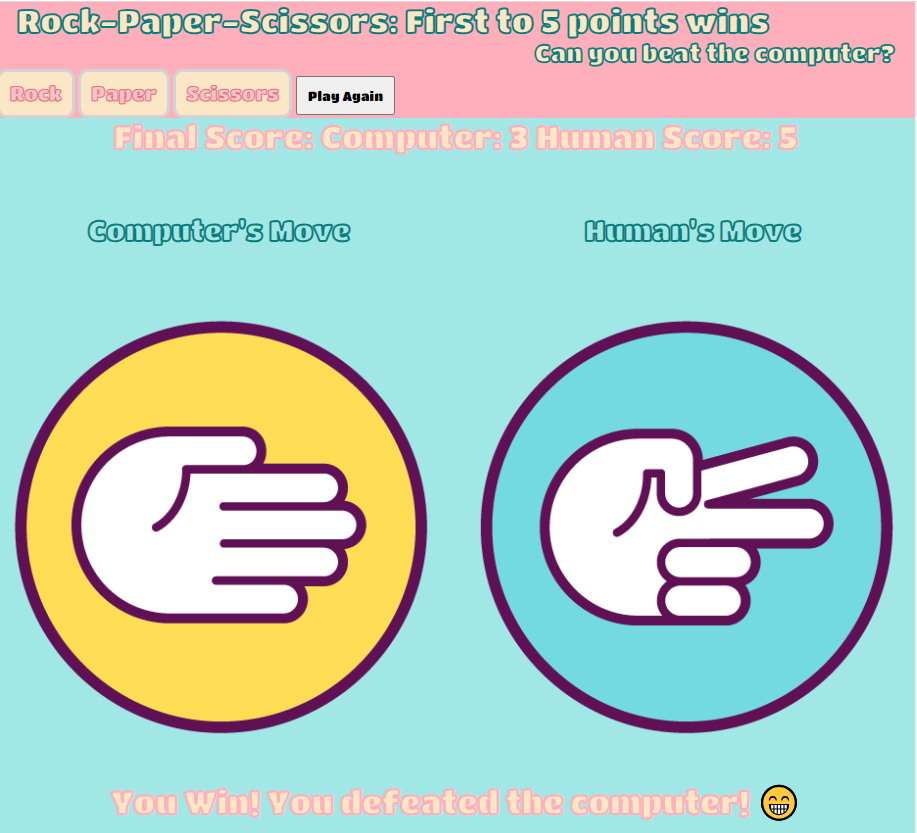 Rock-Paper-Scissors: First to 5 points wins
Can you beat the computer?
Rock Paper Scissors Play Again
Final Score: Computer: 3 Human Score: 5
Computer's Move Human's Move
You Win! You defeated the computer! 😁